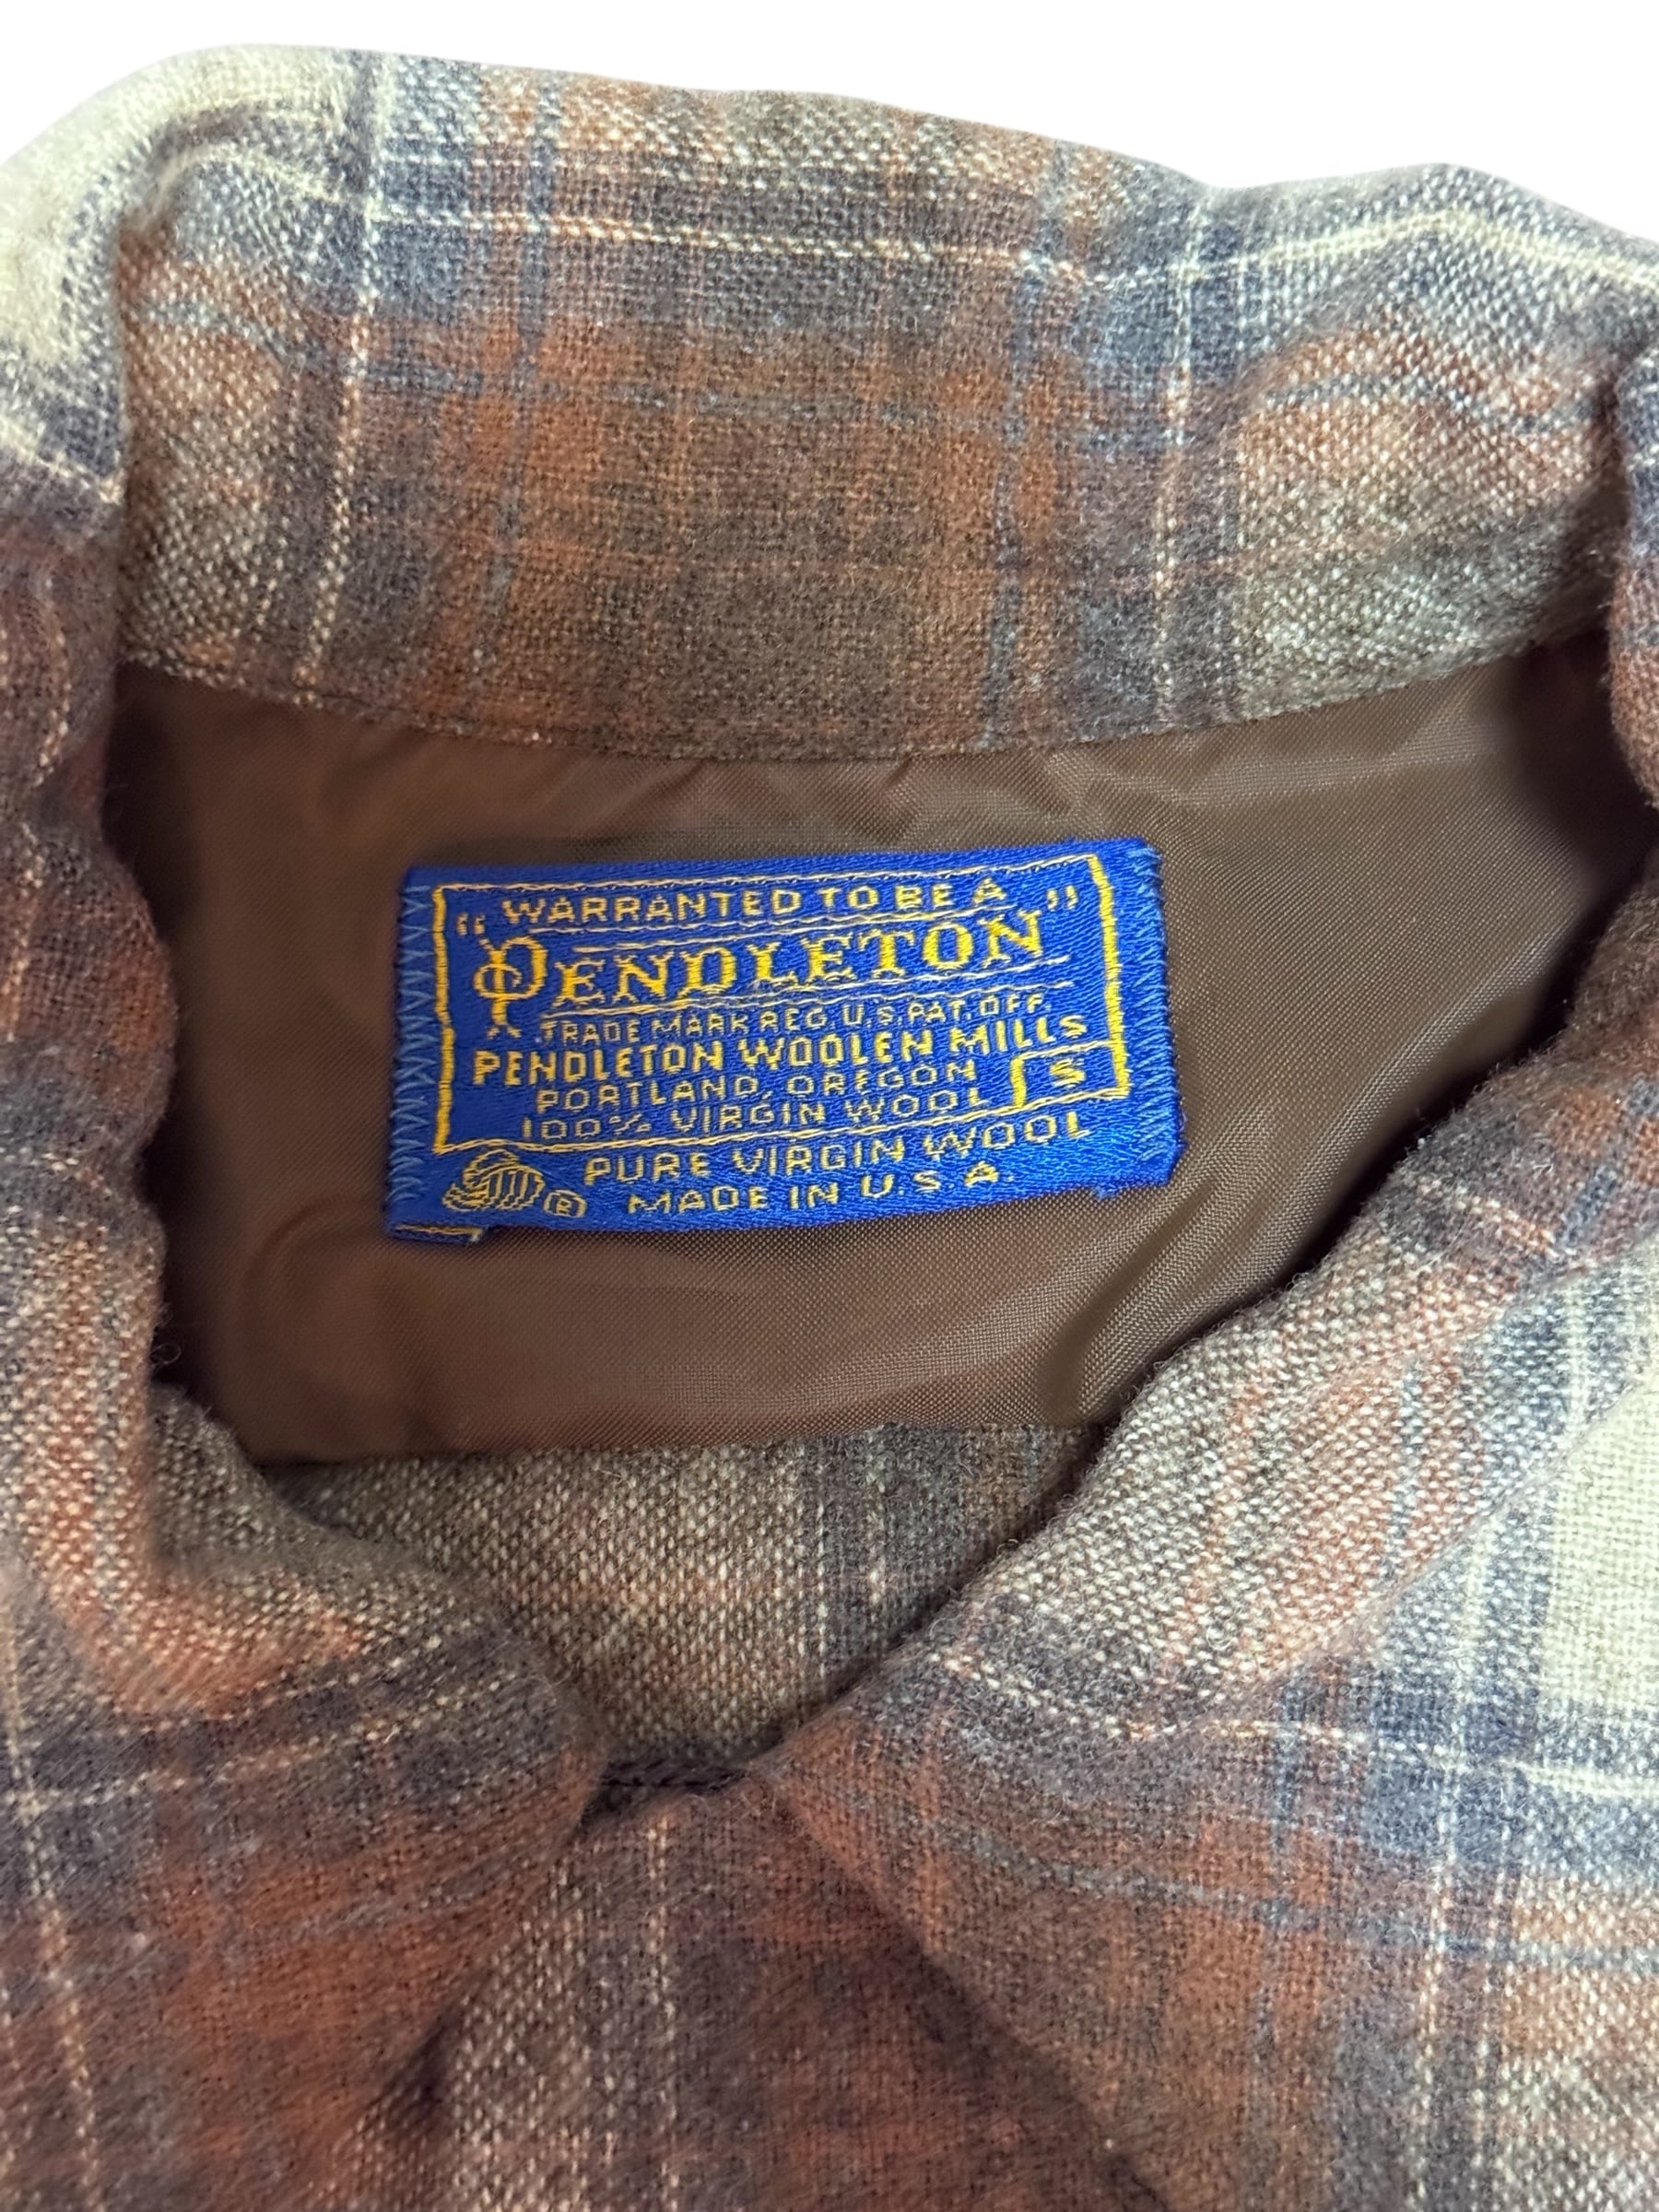 WARRANTED TO BE A
"PENDLETON"
TRADE MARK REG. U.S. PAT. OFF.
PENDLETON WOOLEN MILLS
PORTLAND, OREGON
S
100% VIRGIN WOOL
PURE VIRGIN WOOL
® MADE IN U.S.A.